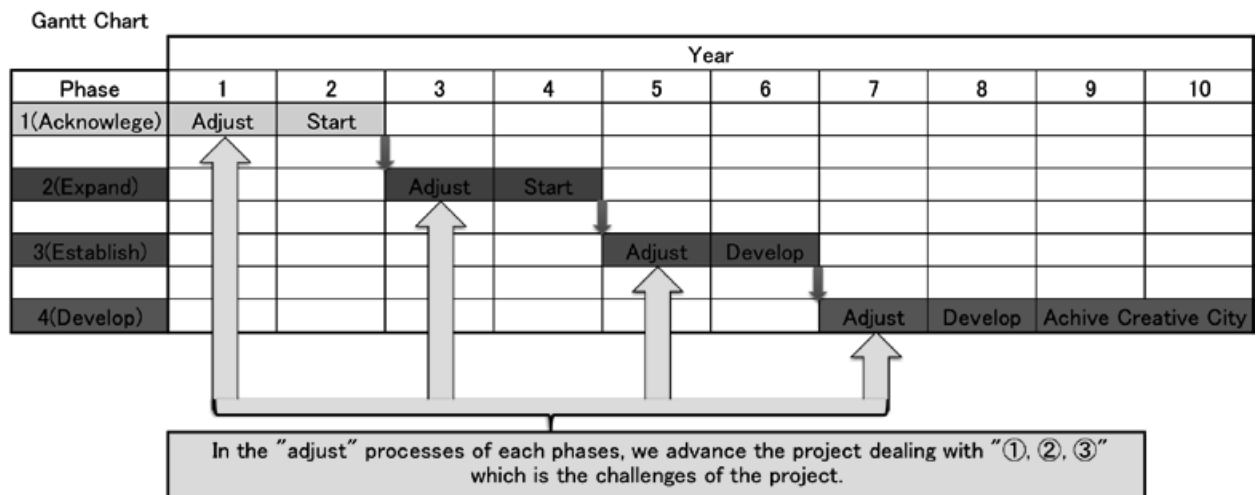 Gantt Chart
Year
Phase 1 2 3 4 5 6 7 8 9 10
1(Acknowlege) Adjust Start
2(Expand) Adjust Start
3(Establish) Adjust Develop
4(Develop) Adjust Develop Achive Creative City
In the "adjust" processes of each phases, we advance the project dealing with "①, ②, ③"
which is the challenges of the project.